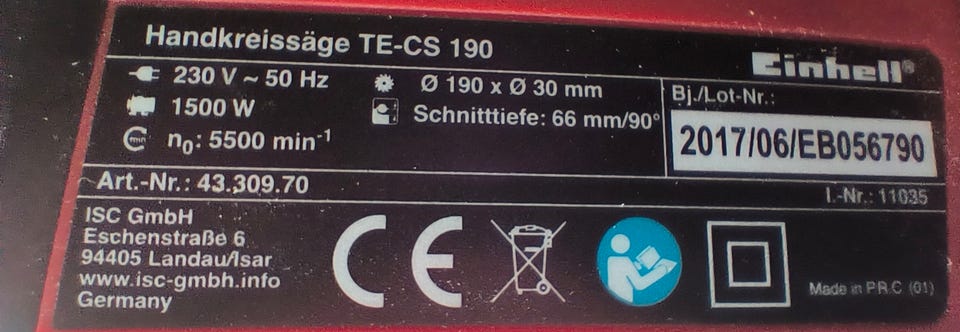 Handkreissäge TE-CS 190
Einhell®
230 V ~ 50 Hz
1500 W
min
n0: 5500 min-1
Ø 190 x Ø 30 mm
Schnitttiefe: 66 mm/90°
Bj./Lot-Nr.:
2017/06/EB056790
Art.-Nr.: 43.309.70
I.-Nr.: 11035
ISC GmbH
Eschenstraße 6
94405 Landau/Isar
www.isc-gmbh.info
Germany
CE
Made in P.R.C (01)